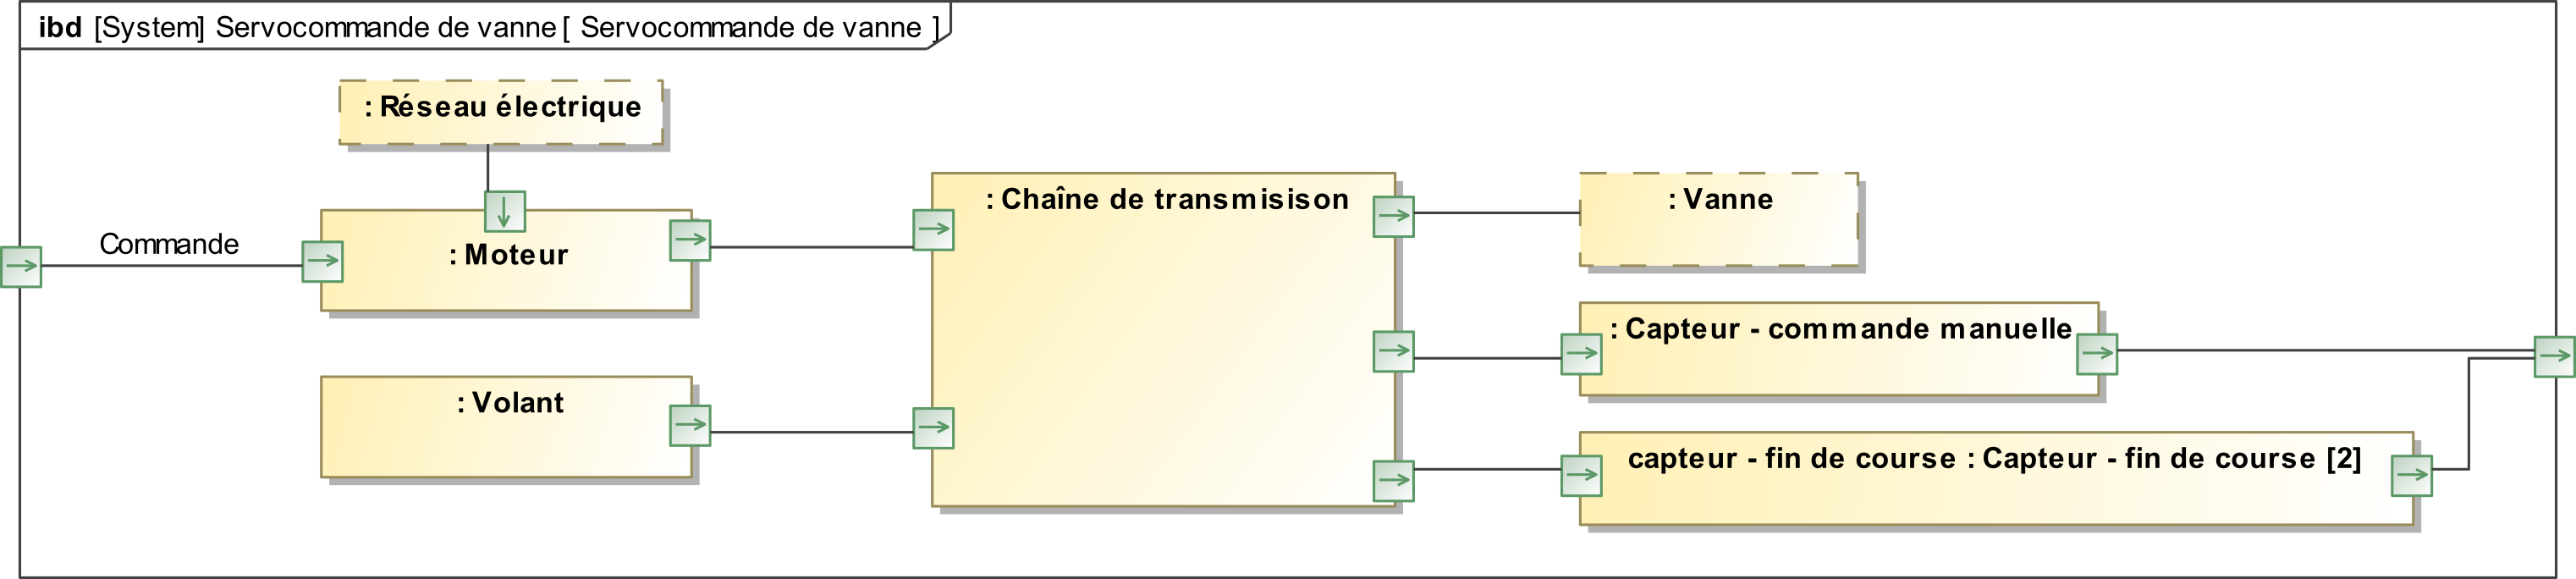 ibd [System] Servocommande de vanne [ Servocommande de vanne ]
: Réseau électrique
Commande
: Moteur
: Volant
: Chaîne de transmisison
: Vanne
: Capteur - commande manuelle
capteur - fin de course : Capteur - fin de course [2]